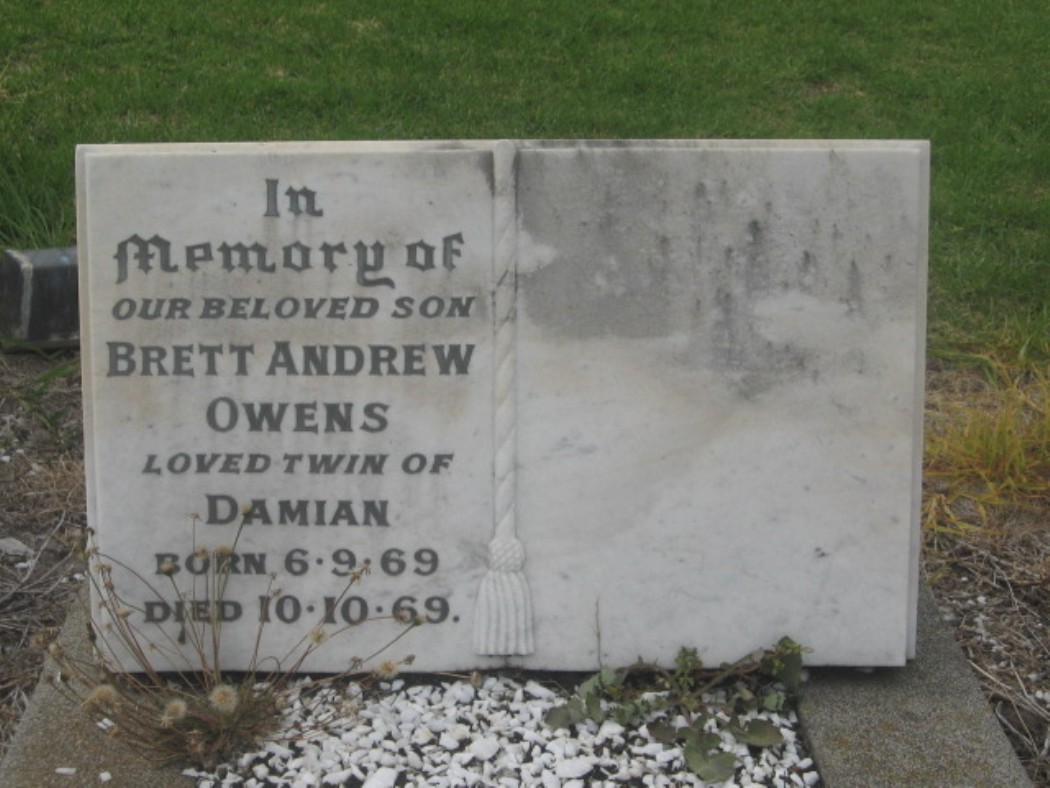 In
Memory of
OUR BELOVED SON
BRETT ANDREW
OWENS
LOVED TWIN OF
DAMIAN
BORN 6·9·69
DIED 10·10·69.